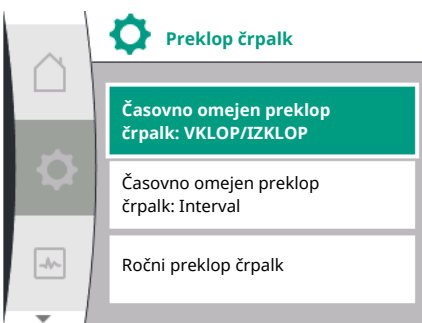 Preklop črpalk
Časovno omejen preklop
črpalk: VKLOP/IZKLOP
Časovno omejen preklop
črpalk: Interval
Ročni preklop črpalk